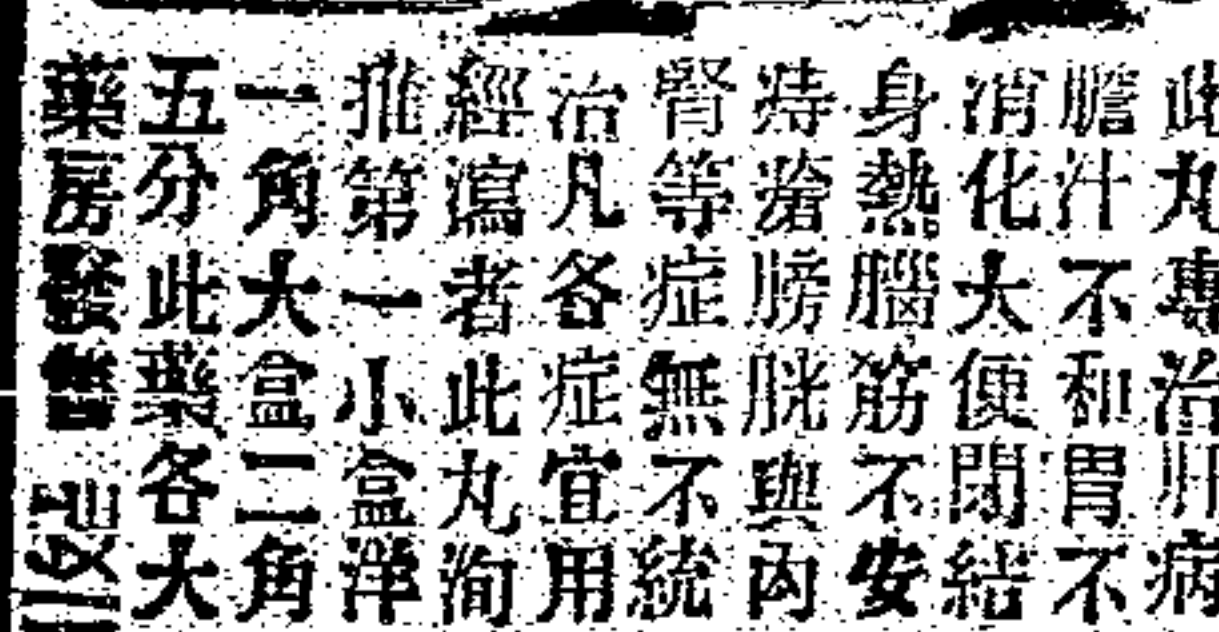 此丸專治肝病
膽汁不和胃不
消化大便閉結
身熱腦筋不安
痔瘡膀胱與內
腎等症無不統
治凡各症宜用
經瀉者此丸洵
推第一小盒洋
一角大盒二角
五分此藥各大
藥房發售